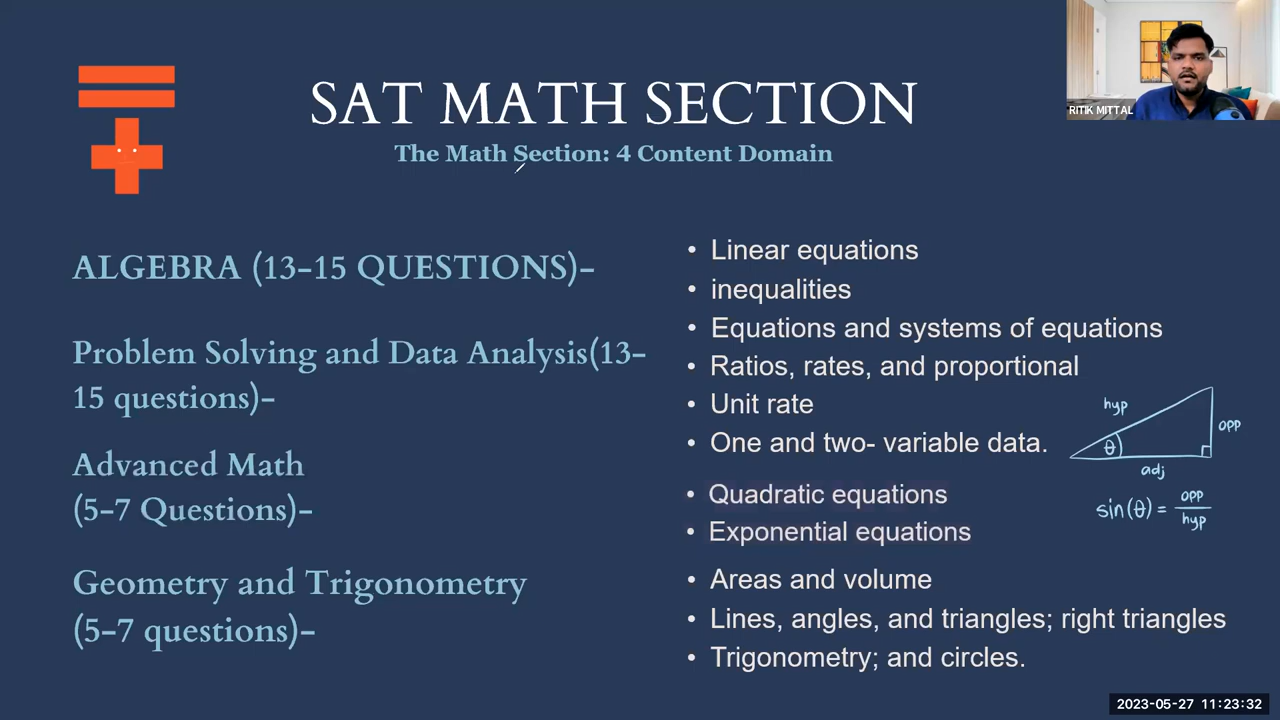 RITIK MITTAL
SAT MATH SECTION
The Math Section: 4 Content Domain
ALGEBRA (13-15 QUESTIONS)-
• Linear equations
• inequalities
• Equations and systems of equations
Problem Solving and Data Analysis(13-
15 questions)-
• Ratios, rates, and proportional
• Unit rate
• One and two- variable data.
Advanced Math
(5-7 Questions)-
• Quadratic equations
• Exponential equations
Geometry and Trigonometry
(5-7 questions)-
• Areas and volume
• Lines, angles, and triangles; right triangles
• Trigonometry; and circles.
hyp
opp
θ
adj
sin(θ) = opp
hyp
2023-05-27 11:23:32